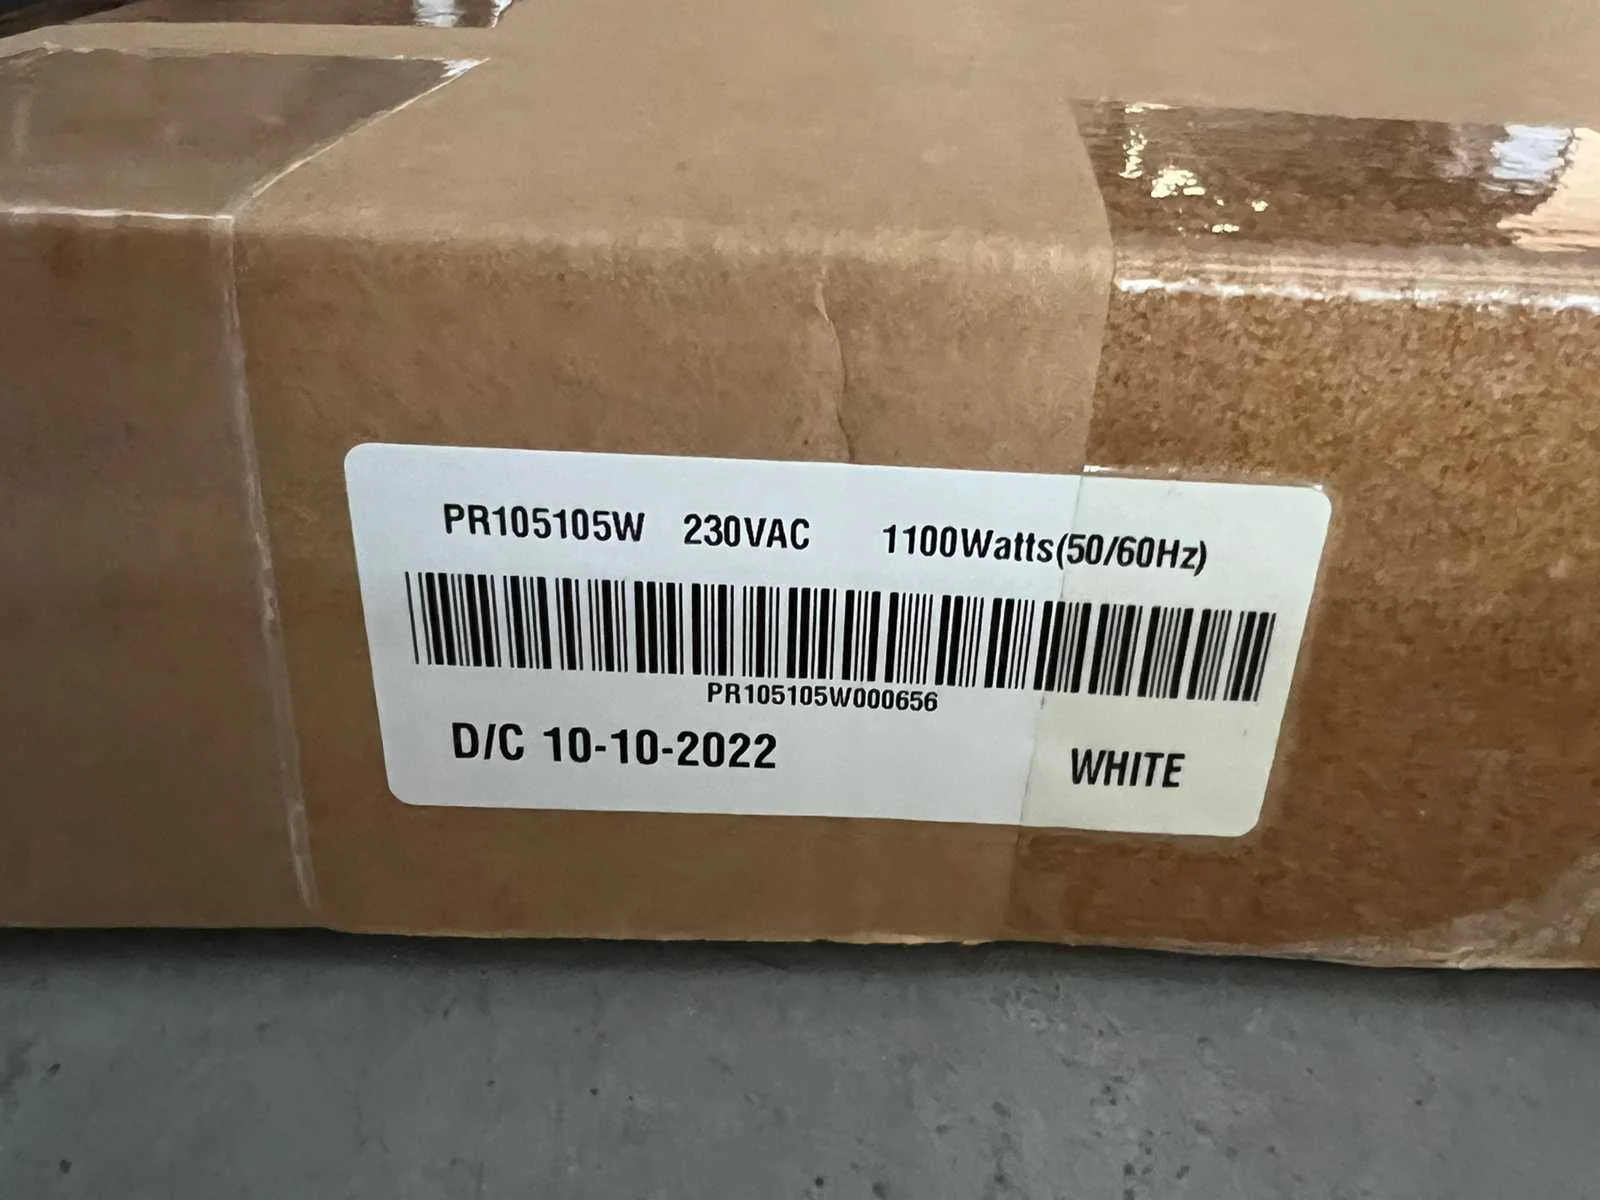 PR105105W 230VAC 1100Watts(50/60Hz)
PR105105W000656
D/C 10-10-2022 WHITE